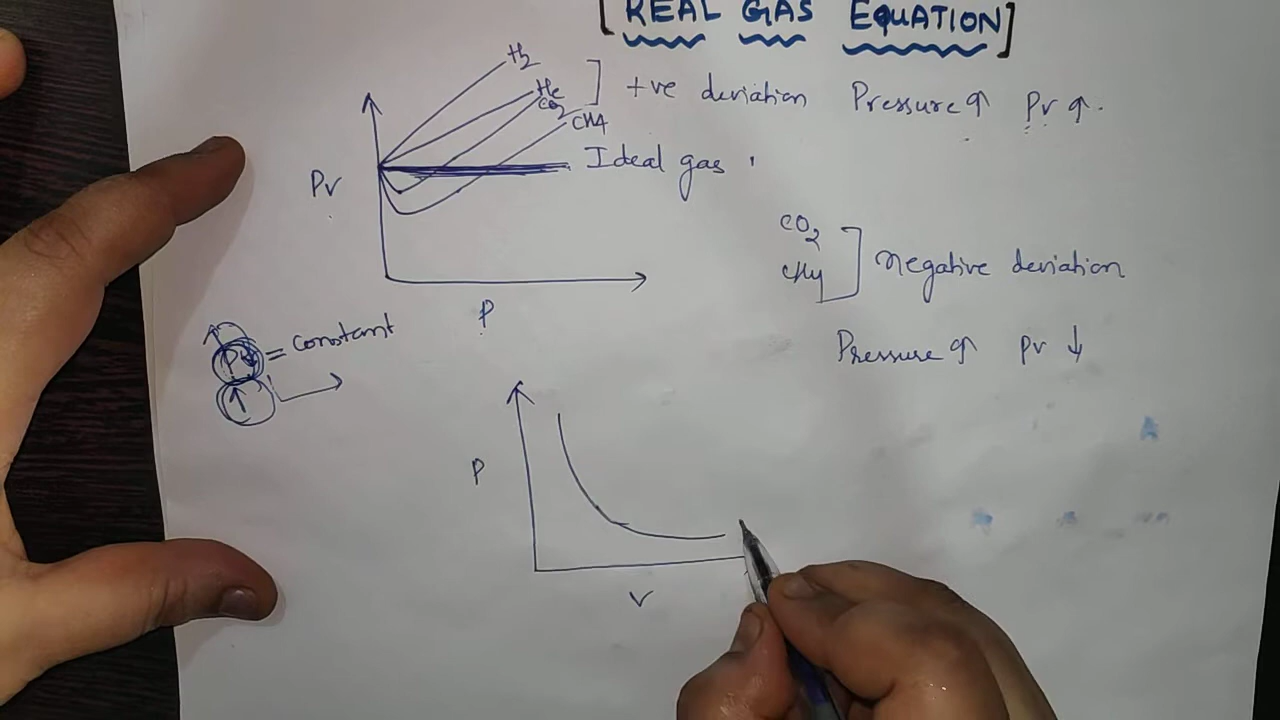 [REAL GAS EQUATION]
H2
He
CO2
CH4
] +ve deviation Pressure↑ Pv↑.
Ideal gas
Pv
P
CO2
CH4
] negative deviation
Pressure↑ Pv↓
= Constant
P
V